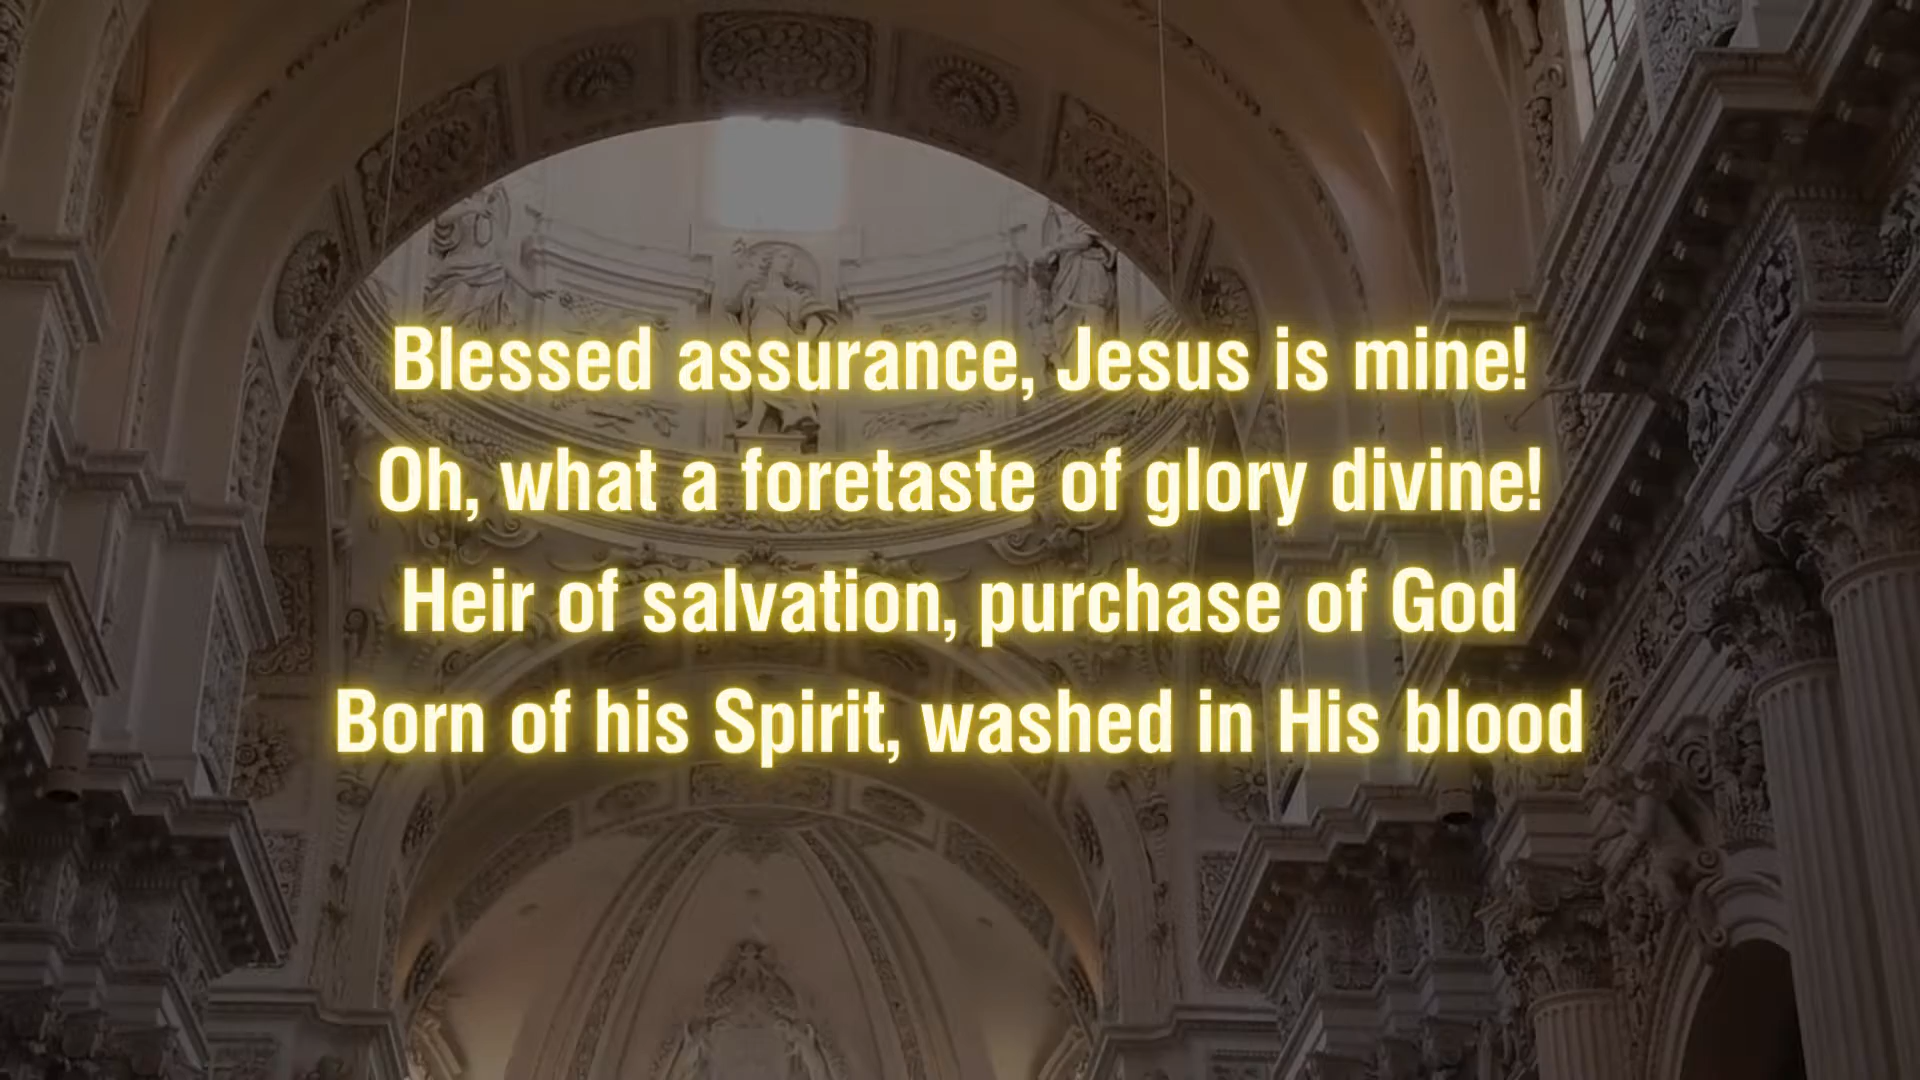 Blessed assurance, Jesus is mine!
Oh, what a foretaste of glory divine!
Heir of salvation, purchase of God
Born of his Spirit, washed in His blood